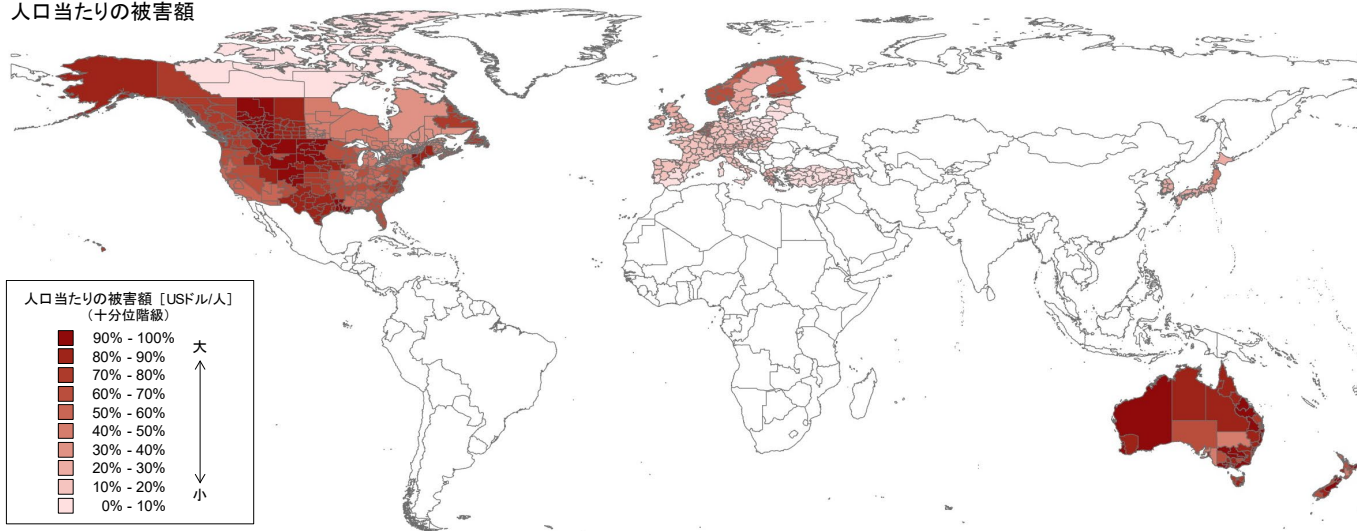 人口当たりの被害額
人口当たりの被害額 [USドル/人]
(十分位階級)
90% - 100%
大
80% - 90%
70% - 80%
60% - 70%
50% - 60%
40% - 50%
30% - 40%
20% - 30%
10% - 20%
小
0% - 10%